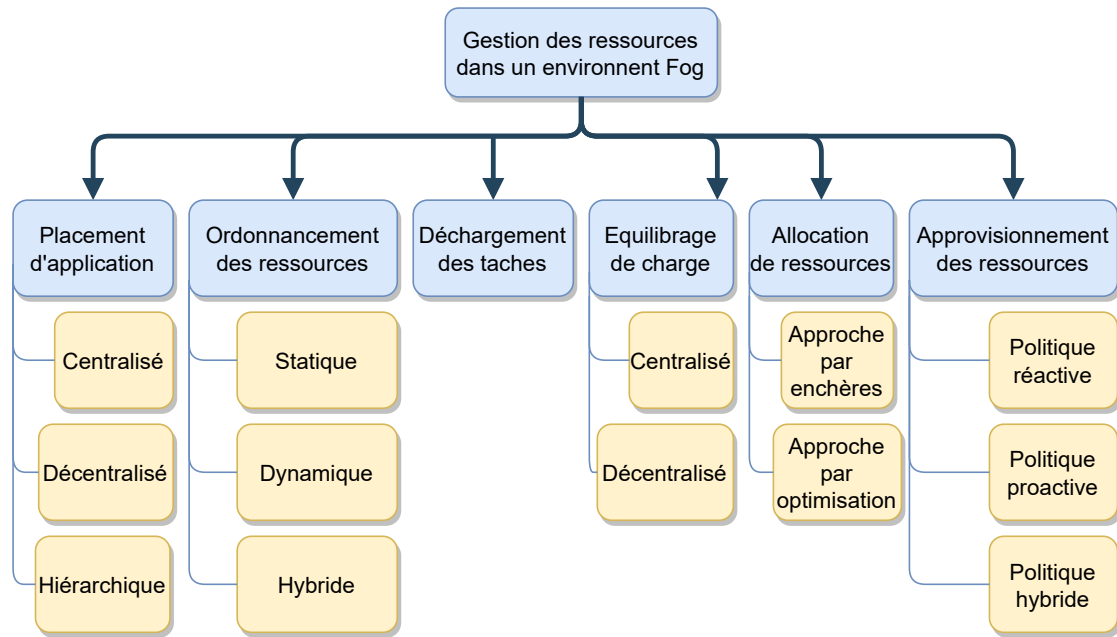 Gestion des ressources
dans un environnent Fog
Placement
d'application
Ordonnancement
des ressources
Déchargement
des taches
Equilibrage
de charge
Allocation
de ressources
Approvisionnement
des ressources
Centralisé
Décentralisé
Hiérarchique
Statique
Dynamique
Hybride
Centralisé
Décentralisé
Approche
par
enchères
Approche
par
optimisation
Politique
réactive
Politique
proactive
Politique
hybride